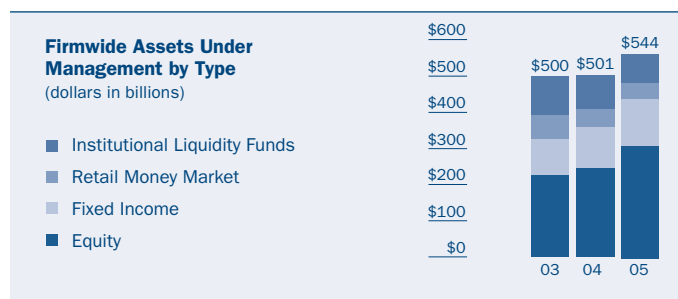 Firmwide Assets Under
Management by Type
(dollars in billions)
Institutional Liquidity Funds
Retail Money Market
Fixed Income
Equity
$600
$500
$400
$300
$200
$100
$0
$500 $501 $544
03 04 05